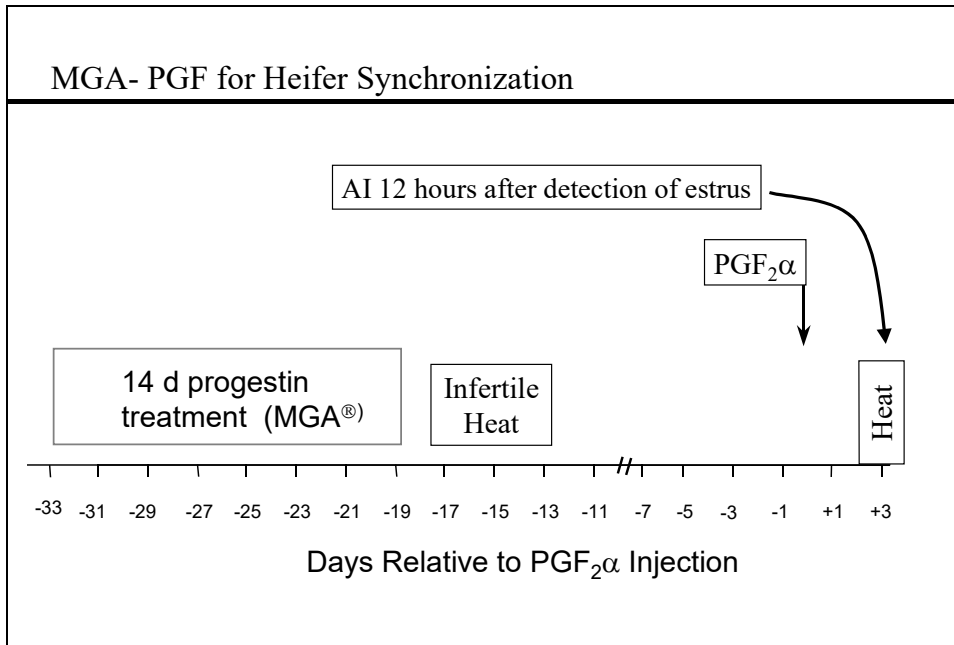 MGA- PGF for Heifer Synchronization
AI 12 hours after detection of estrus
PGF₂α
14 d progestin
treatment (MGA®)
Infertile
Heat
Heat
-33 -31 -29 -27 -25 -23 -21 -19 -17 -15 -13 -11 -7 -5 -3 -1 +1 +3
Days Relative to PGF₂α Injection